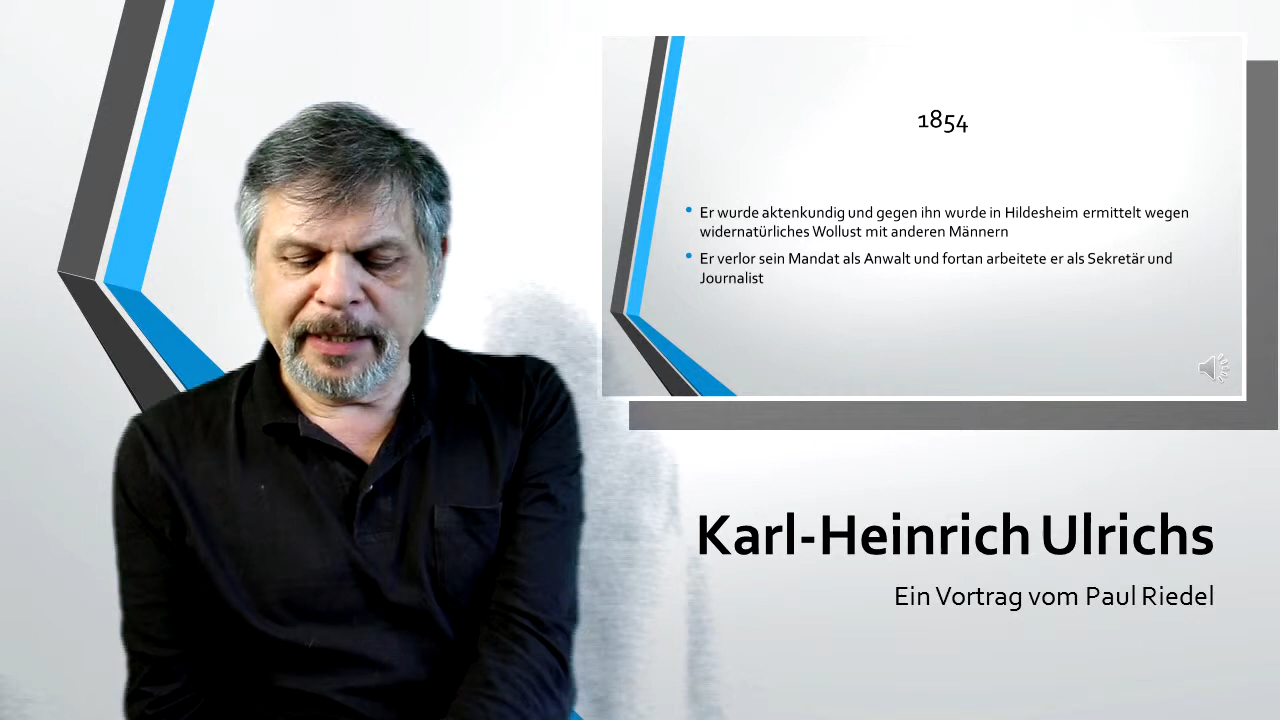 1854
Er wurde aktenkundig und gegen ihn wurde in Hildesheim ermittelt wegen
widernatürliches Wollust mit anderen Männern
Er verlor sein Mandat als Anwalt und fortan arbeitete er als Sekretär und
Journalist
Karl-Heinrich Ulrichs
Ein Vortrag vom Paul Riedel